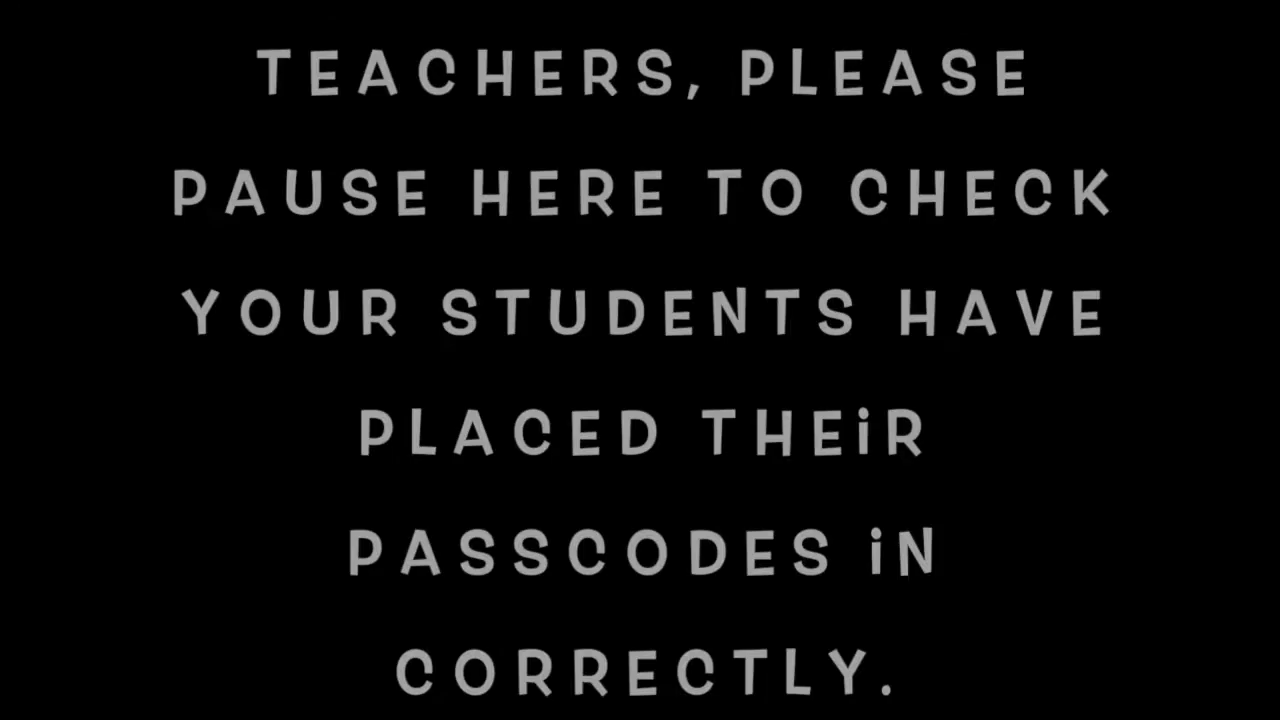 TEACHERS, PLEASE
PAUSE HERE TO CHECK
YOUR STUDENTS HAVE
PLACED THEiR
PASSCODES iN
CORRECTLY.